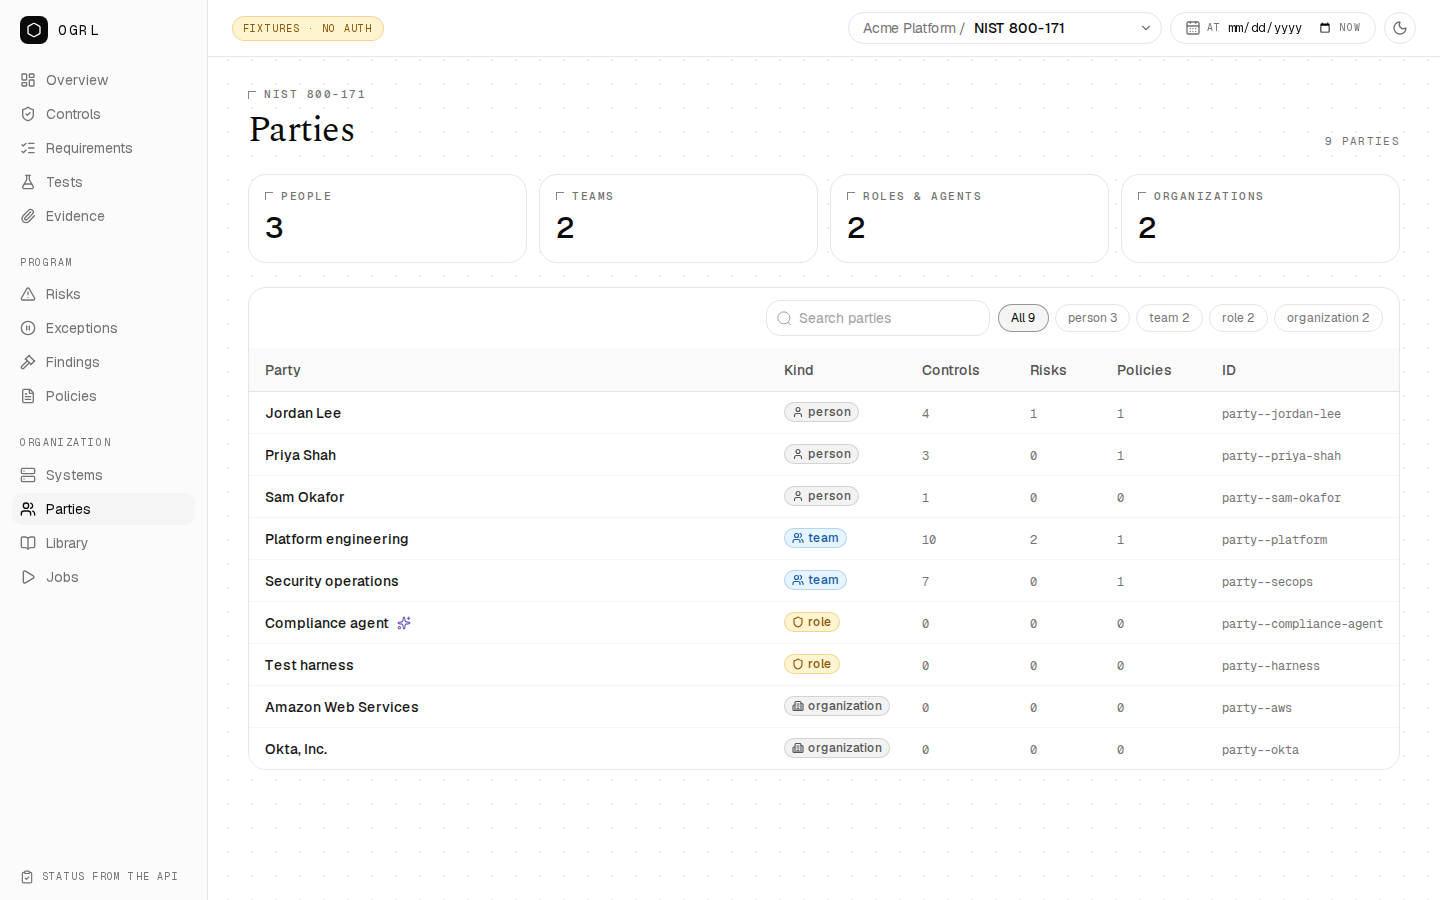 OGRL
FIXTURES · NO AUTH
Acme Platform / NIST 800-171
AT mm/dd/yyyy NOW
Overview
Controls
Requirements
Tests
Evidence
PROGRAM
Risks
Exceptions
Findings
Policies
ORGANIZATION
Systems
Parties
Library
Jobs
STATUS FROM THE API
NIST 800-171
Parties
9 PARTIES
PEOPLE
3
TEAMS
2
ROLES & AGENTS
2
ORGANIZATIONS
2
Search parties
All 9 person 3 team 2 role 2 organization 2
Party Kind Controls Risks Policies ID
Jordan Lee person 4 1 1 party--jordan-lee
Priya Shah person 3 0 1 party--priya-shah
Sam Okafor person 1 0 0 party--sam-okafor
Platform engineering team 10 2 1 party--platform
Security operations team 7 0 1 party--secops
Compliance agent role 0 0 0 party--compliance-agent
Test harness role 0 0 0 party--harness
Amazon Web Services organization 0 0 0 party--aws
Okta, Inc. organization 0 0 0 party--okta